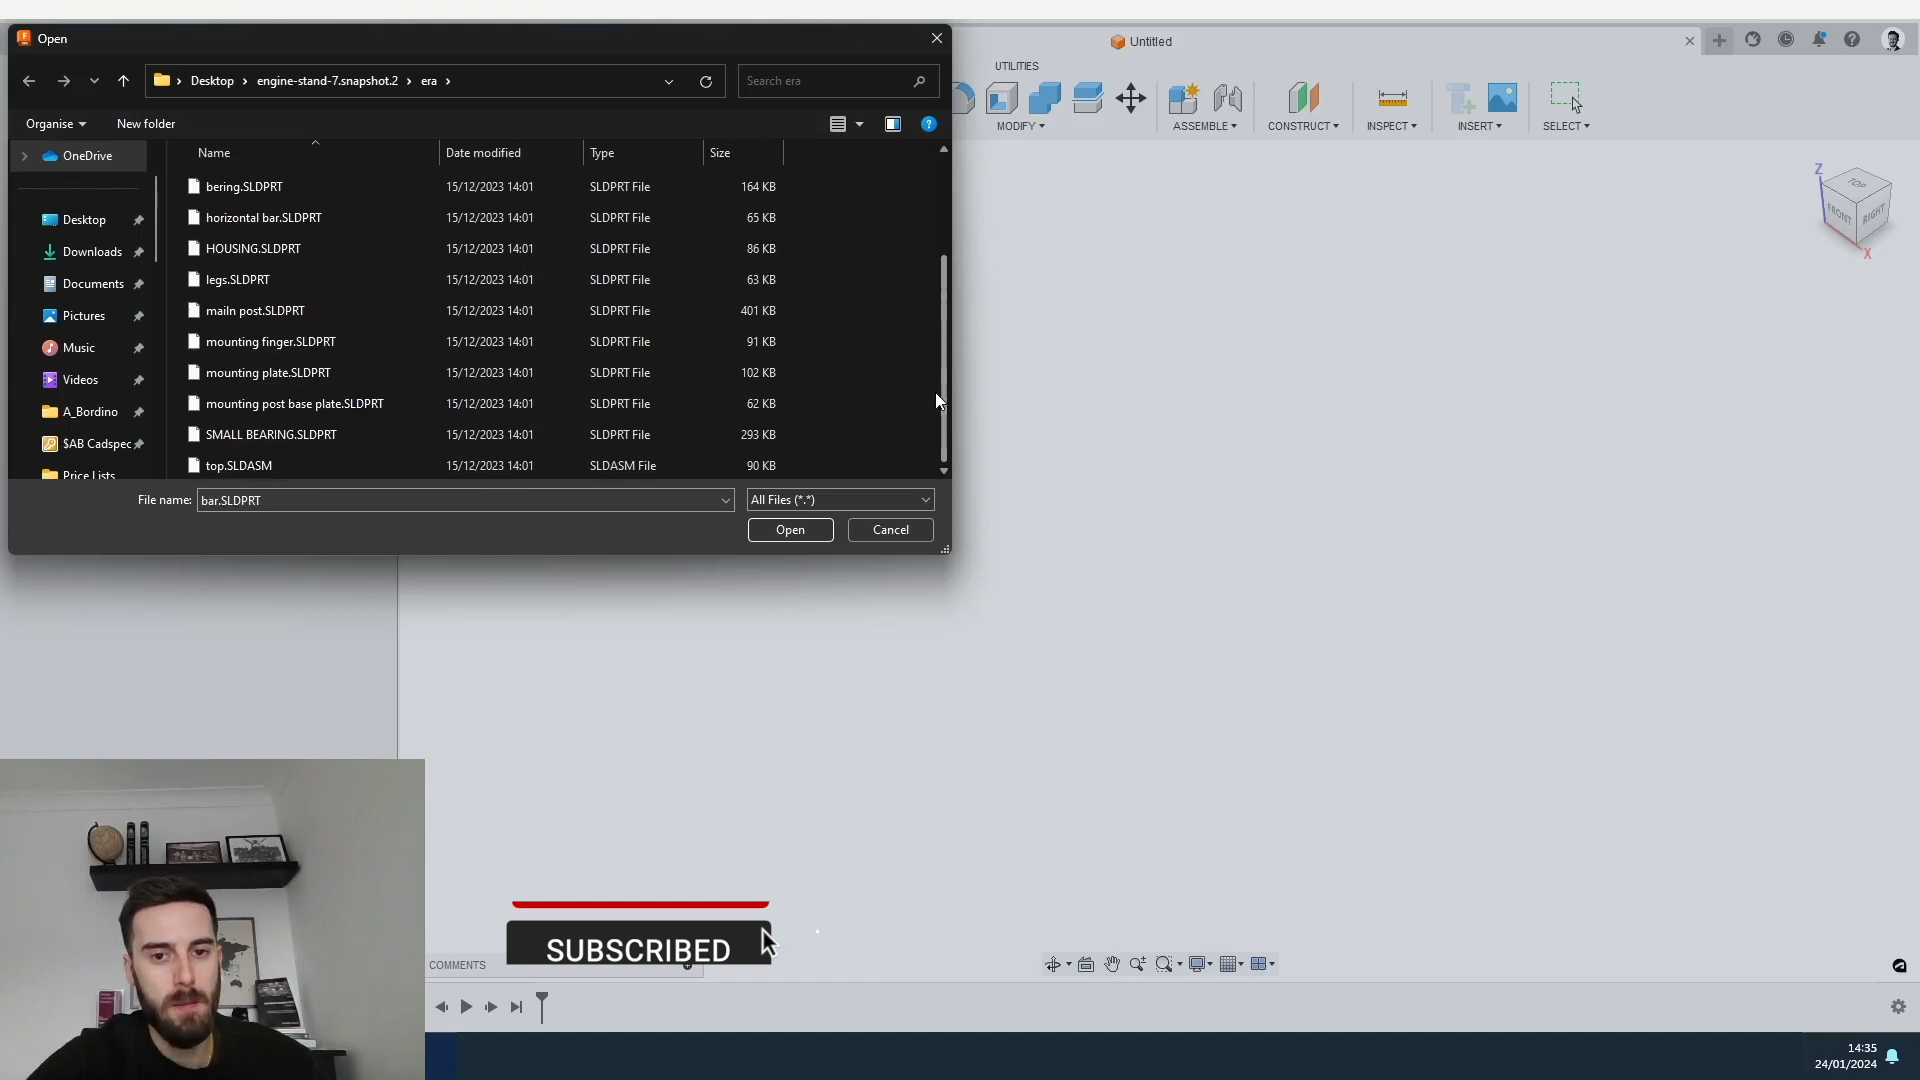 Open
Untitled
Desktop
engine-stand-7.snapshot.2
era
Search era
UTILITIES
Organise
New folder
MODIFY
ASSEMBLE
CONSTRUCT
INSPECT
INSERT
SELECT
Name
Date modified
Type
Size
OneDrive
Desktop
Downloads
Documents
Pictures
Music
Videos
A_Bordino
$AB Cadspec
Price Lists
bering.SLDPRT 15/12/2023 14:01 SLDPRT File 164 KB
horizontal bar.SLDPRT 15/12/2023 14:01 SLDPRT File 65 KB
HOUSING.SLDPRT 15/12/2023 14:01 SLDPRT File 86 KB
legs.SLDPRT 15/12/2023 14:01 SLDPRT File 63 KB
mailn post.SLDPRT 15/12/2023 14:01 SLDPRT File 401 KB
mounting finger.SLDPRT 15/12/2023 14:01 SLDPRT File 91 KB
mounting plate.SLDPRT 15/12/2023 14:01 SLDPRT File 102 KB
mounting post base plate.SLDPRT 15/12/2023 14:01 SLDPRT File 62 KB
SMALL BEARING.SLDPRT 15/12/2023 14:01 SLDPRT File 293 KB
top.SLDASM 15/12/2023 14:01 SLDASM File 90 KB
File name: bar.SLDPRT
All Files (*.*)
Open
Cancel
Z
TOP
FRONT
RIGHT
X
SUBSCRIBED
COMMENTS
14:35
24/01/2024